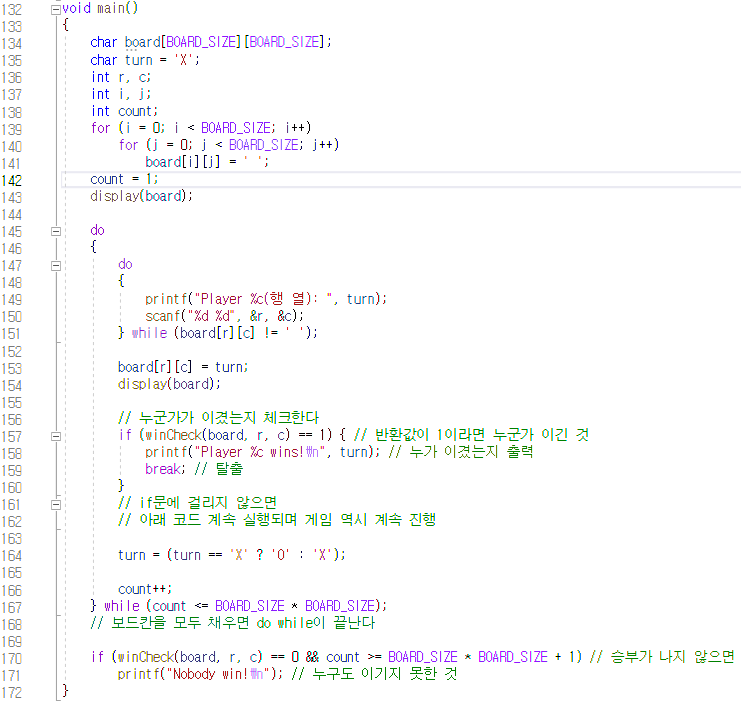 132 void main()
133 {
134 char board[BOARD_SIZE][BOARD_SIZE];
135 char turn = 'X';
136 int r, c;
137 int i, j;
138 int count;
139 for (i = 0; i < BOARD_SIZE; i++)
140 for (j = 0; j < BOARD_SIZE; j++)
141 board[i][j] = ' ';
142 count = 1;
143 display(board);
144
145 do
146 {
147 do
148 {
149 printf("Player %c(행 열): ", turn);
150 scanf("%d %d", &r, &c);
151 } while (board[r][c] != ' ');
152
153 board[r][c] = turn;
154 display(board);
155
156 // 누군가가 이겼는지 체크한다
157 if (winCheck(board, r, c) == 1) { // 반환값이 1이라면 누군가 이긴 것
158 printf("Player %c wins!₩n", turn); // 누가 이겼는지 출력
159 break; // 탈출
160 }
161 // if문에 걸리지 않으면
162 // 아래 코드 계속 실행되며 게임 역시 계속 진행
163
164 turn = (turn == 'X' ? 'O' : 'X');
165
166 count++;
167 } while (count <= BOARD_SIZE * BOARD_SIZE);
168 // 보드칸을 모두 채우면 do while이 끝난다
169
170 if (winCheck(board, r, c) == 0 && count >= BOARD_SIZE * BOARD_SIZE + 1) // 승부가 나지 않으면
171 printf("Nobody win!₩n"); // 누구도 이기지 못한 것
172 }